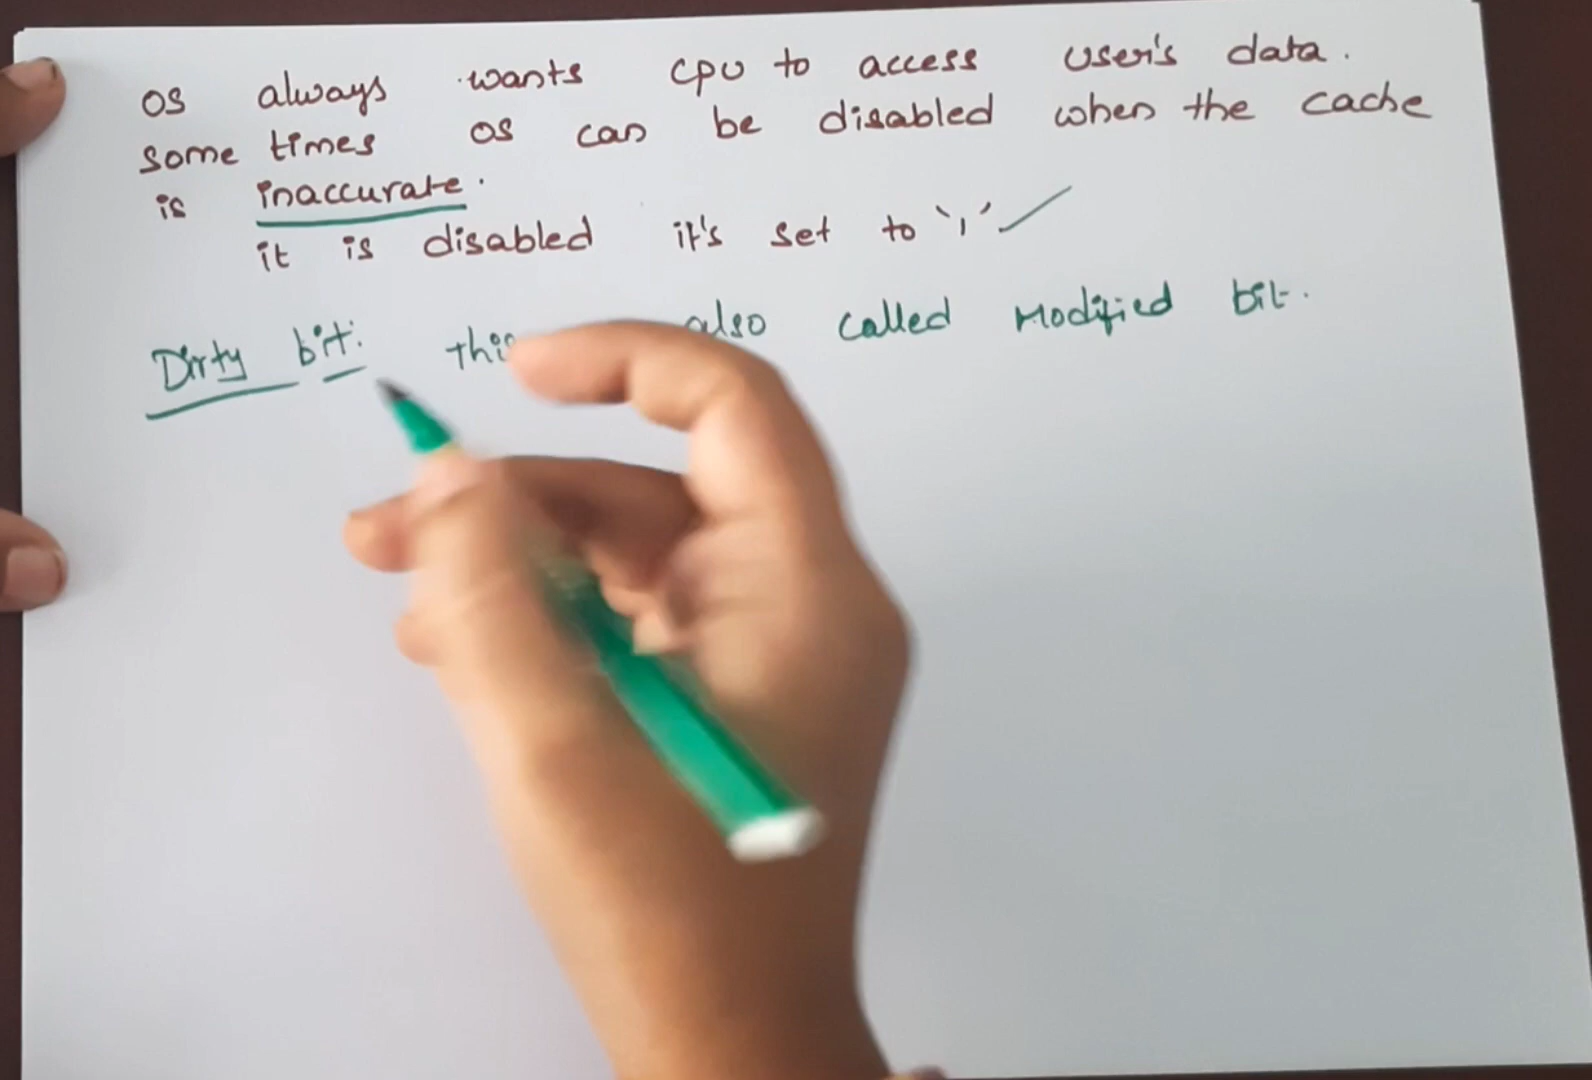 OS always wants CPU to access user's data.
some times OS can be disabled when the cache
is inaccurate.
it is disabled it's set to '1'
Dirty bit: also called Modified bit.